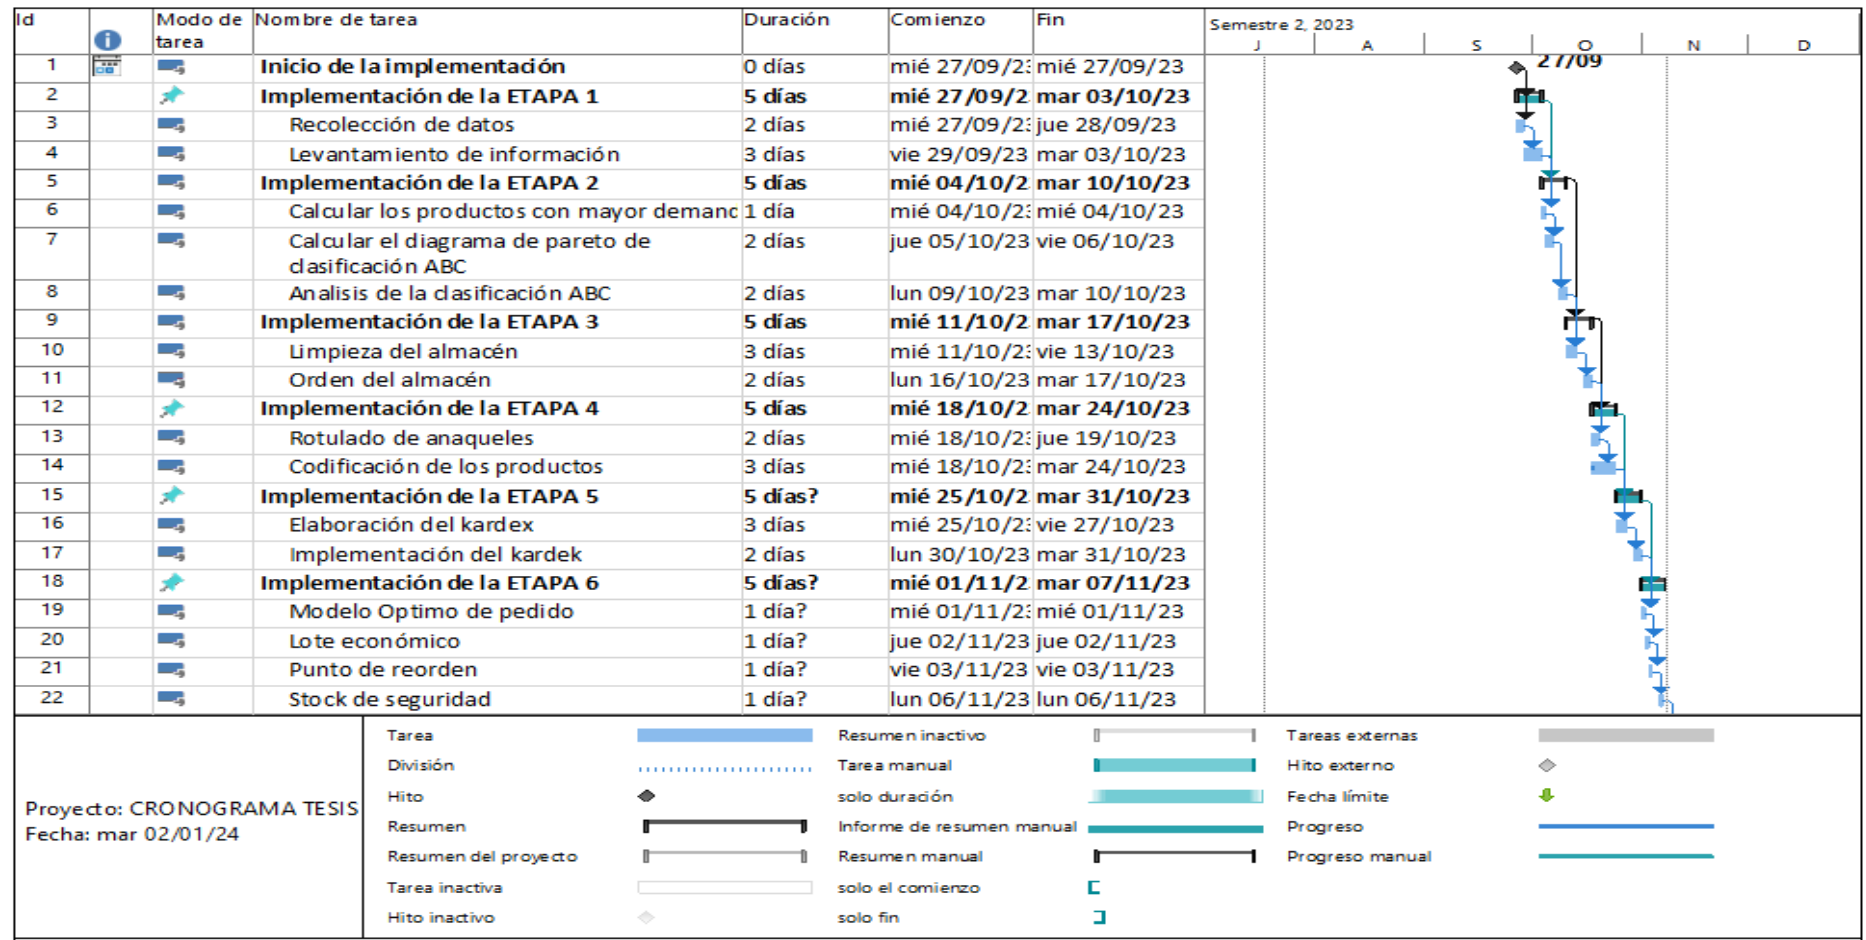 Id Modo de tarea Nombre de tarea Duración Comienzo Fin Semestre 2, 2023
J A S O N D
1 Inicio de la implementación 0 días mié 27/09/23 mié 27/09/23 27/09
2 Implementación de la ETAPA 1 5 días mié 27/09/2 mar 03/10/23
3 Recolección de datos 2 días mié 27/09/23 jue 28/09/23
4 Levantamiento de información 3 días vie 29/09/23 mar 03/10/23
5 Implementación de la ETAPA 2 5 días mié 04/10/2 mar 10/10/23
6 Calcular los productos con mayor demanc 1 día mié 04/10/23 mié 04/10/23
7 Calcular el diagrama de pareto de 2 días jue 05/10/23 vie 06/10/23
clasificación ABC
8 Analisis de la clasificación ABC 2 días lun 09/10/23 mar 10/10/23
9 Implementación de la ETAPA 3 5 días mié 11/10/2 mar 17/10/23
10 Limpieza del almacén 3 días mié 11/10/23 vie 13/10/23
11 Orden del almacén 2 días lun 16/10/23 mar 17/10/23
12 Implementación de la ETAPA 4 5 días mié 18/10/2 mar 24/10/23
13 Rotulado de anaqueles 2 días mié 18/10/23 jue 19/10/23
14 Codificación de los productos 3 días mié 18/10/23 mar 24/10/23
15 Implementación de la ETAPA 5 5 días? mié 25/10/2 mar 31/10/23
16 Elaboración del kardex 3 días mié 25/10/23 vie 27/10/23
17 Implementación del kardek 2 días lun 30/10/23 mar 31/10/23
18 Implementación de la ETAPA 6 5 días? mié 01/11/2 mar 07/11/23
19 Modelo Optimo de pedido 1 día? mié 01/11/23 mié 01/11/23
20 Lote económico 1 día? jue 02/11/23 jue 02/11/23
21 Punto de reorden 1 día? vie 03/11/23 vie 03/11/23
22 Stock de seguridad 1 día? lun 06/11/23 lun 06/11/23
Proyecto: CRONOGRAMA TESIS
Fecha: mar 02/01/24
Tarea
División
Hito
Resumen
Resumen del proyecto
Tarea inactiva
Hito inactivo
Resumen inactivo
Tarea manual
solo duración
Informe de resumen manual
Resumen manual
solo el comienzo
solo fin
Tareas externas
Hito externo
Fecha límite
Progreso
Progreso manual